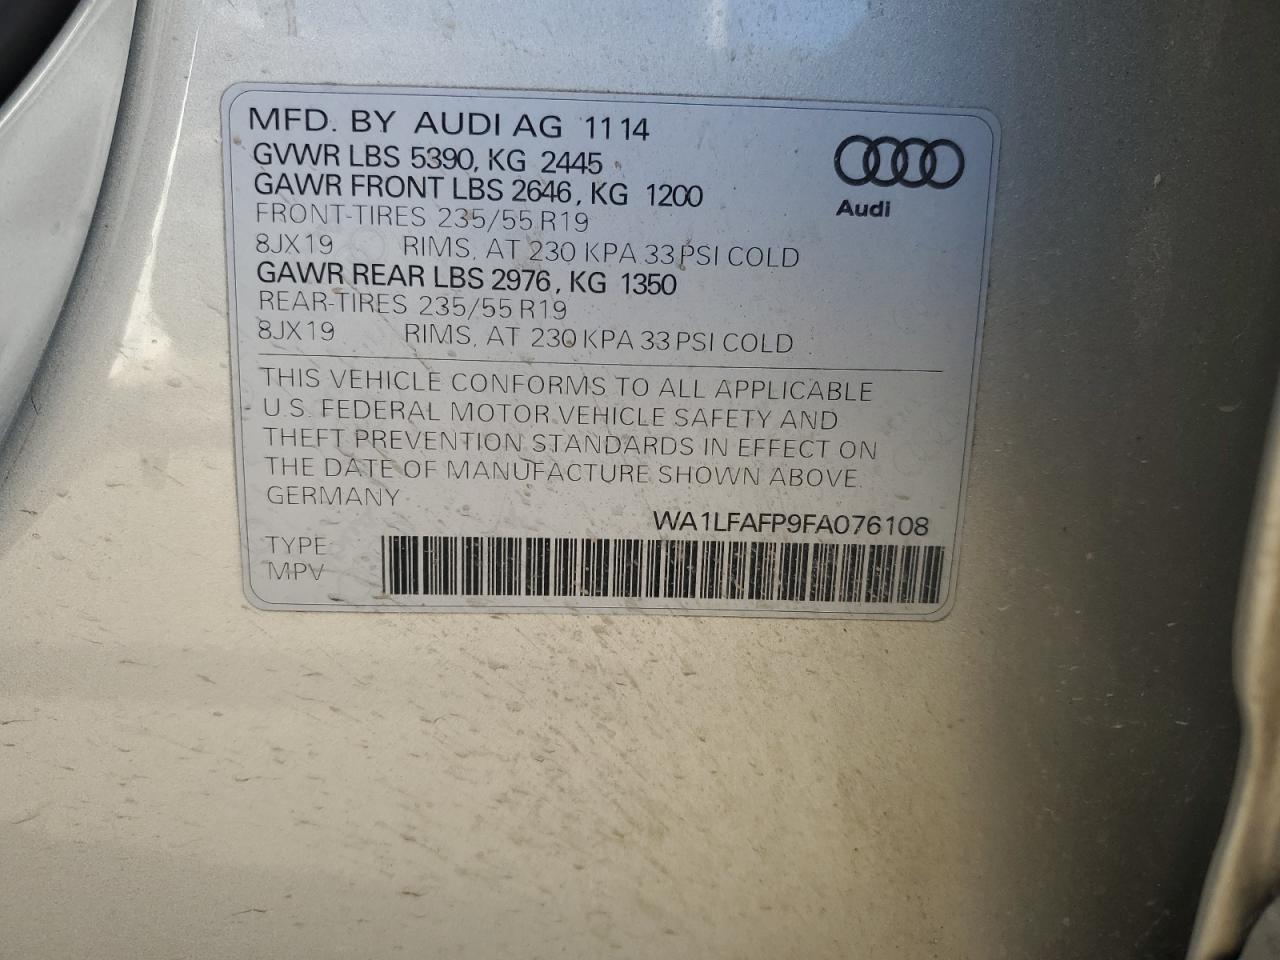 MFD. BY AUDI AG 11 14
GVWR LBS 5390, KG 2445
GAWR FRONT LBS 2646, KG 1200
FRONT-TIRES 235/55 R19
8JX19 RIMS, AT 230 KPA 33 PSI COLD
GAWR REAR LBS 2976, KG 1350
REAR-TIRES 235/55 R19
8JX19 RIMS, AT 230 KPA 33 PSI COLD
Audi
THIS VEHICLE CONFORMS TO ALL APPLICABLE
U.S. FEDERAL MOTOR VEHICLE SAFETY AND
THEFT PREVENTION STANDARDS IN EFFECT ON
THE DATE OF MANUFACTURE SHOWN ABOVE.
GERMANY
WA1LFAFP9FA076108
TYPE
MPV